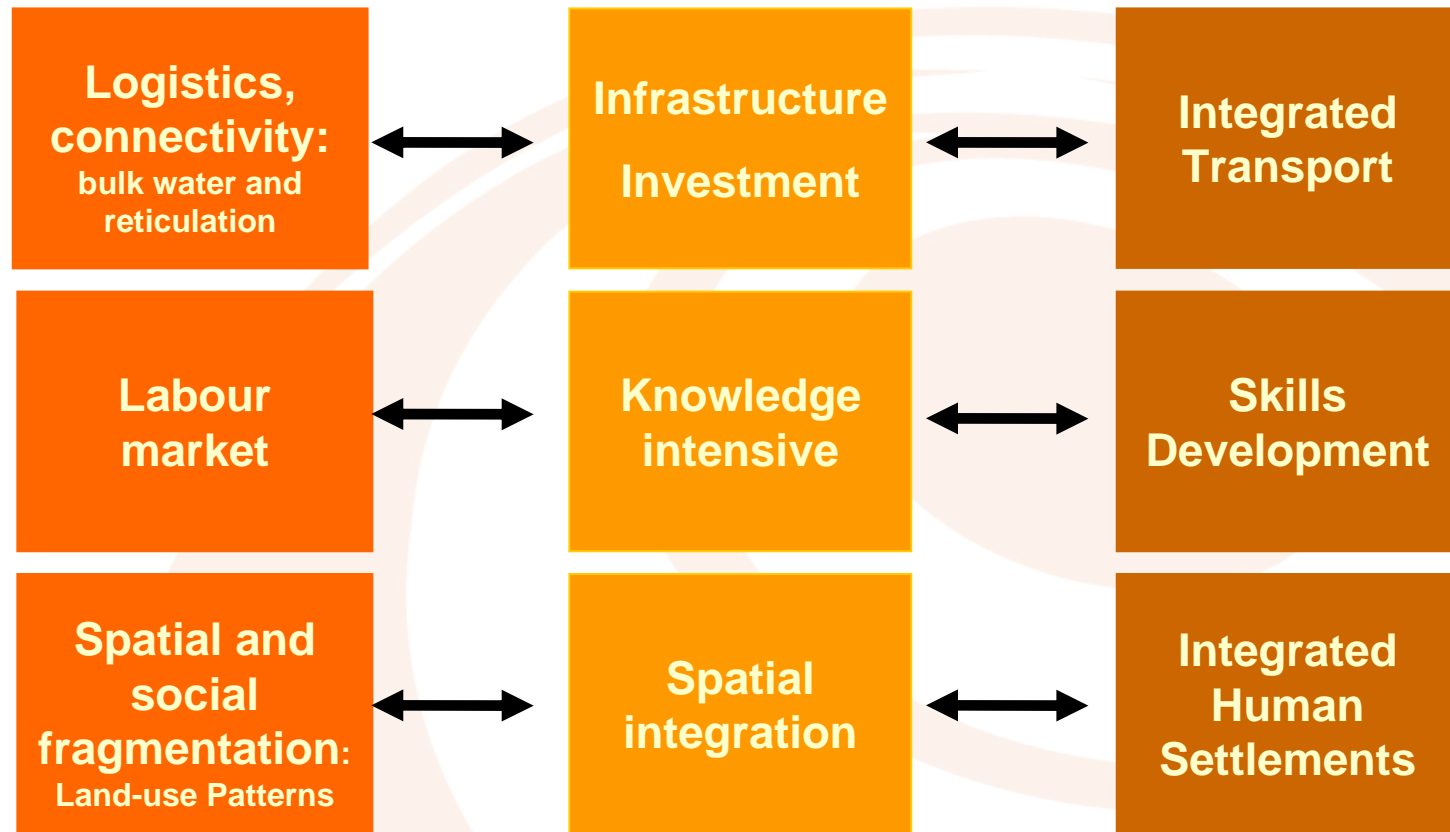 Logistics,
connectivity:
bulk water and
reticulation
Infrastructure
Investment
Integrated
Transport
Labour
market
Knowledge
intensive
Skills
Development
Spatial and
social
fragmentation:
Land-use Patterns
Spatial
integration
Integrated
Human
Settlements